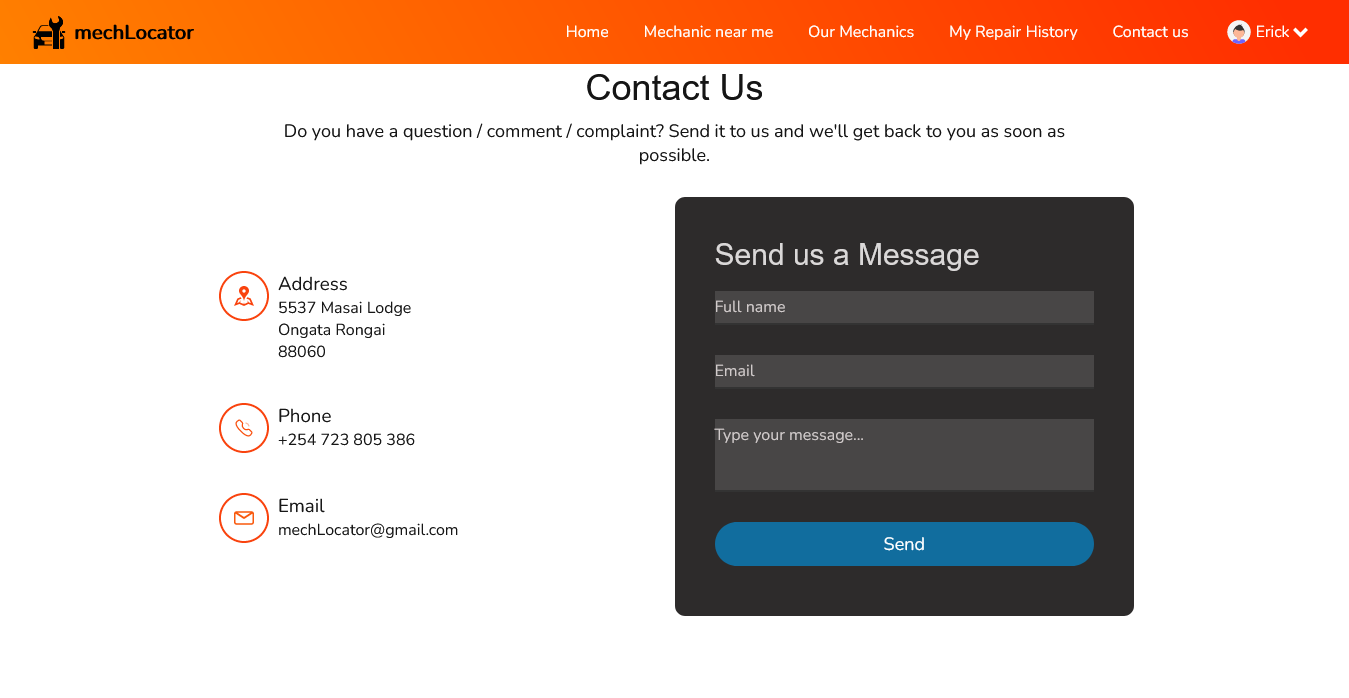 mechLocator
Home
Mechanic near me
Our Mechanics
My Repair History
Contact us
Erick
Contact Us
Do you have a question / comment / complaint? Send it to us and we'll get back to you as soon as
possible.
Address
5537 Masai Lodge
Ongata Rongai
88060
Phone
+254 723 805 386
Email
mechLocator@gmail.com
Send us a Message
Full name
Email
Type your message...
Send